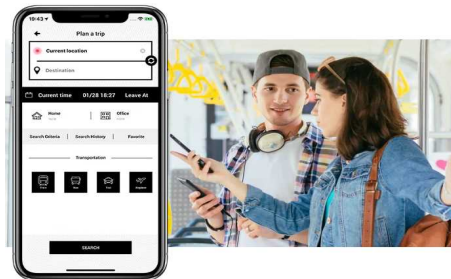 19:43
Plan a trip
Current location
Destination
Current time 01/28 18:27 Leave At
Home
Office
Search Criteria | Search History | Favorite
Transportation
SEARCH